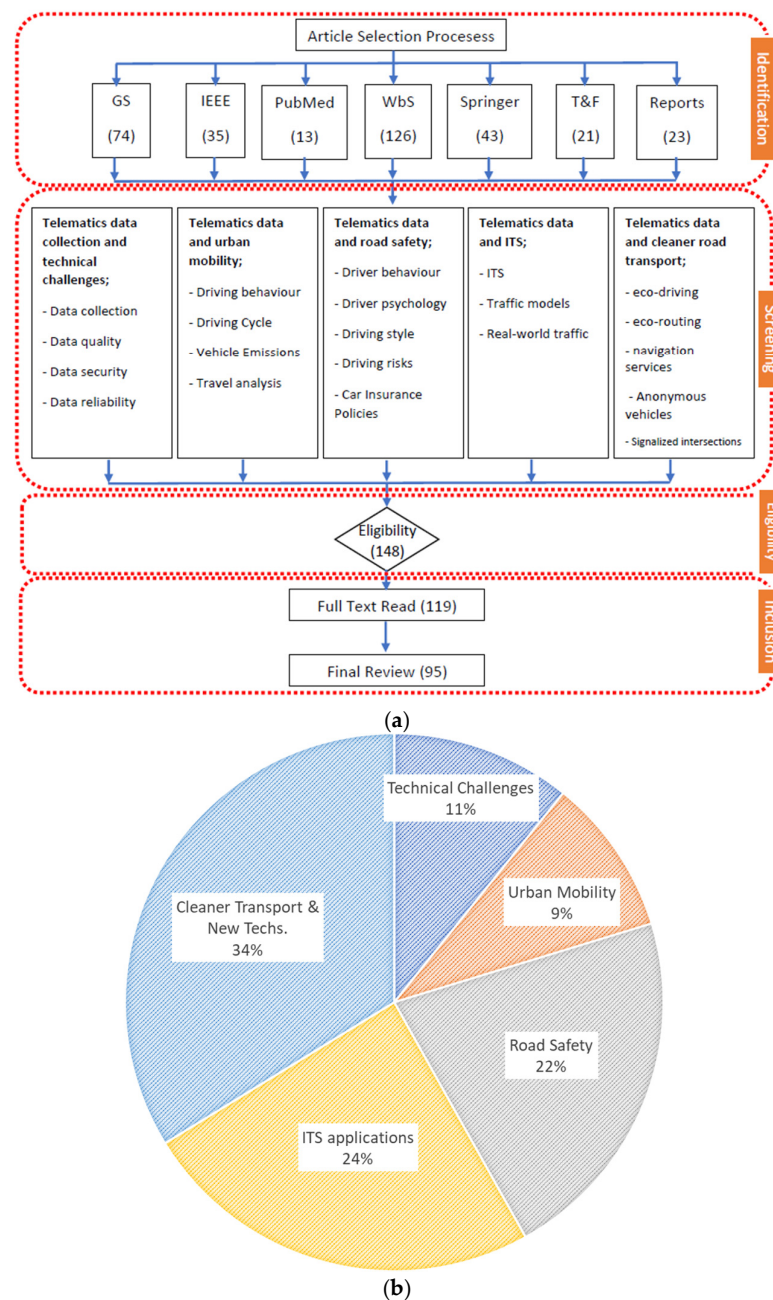 Article Selection Procesess
Identification
GS
(74)
IEEE
(35)
PubMed
(13)
WbS
(126)
Springer
(43)
T&F
(21)
Reports
(23)
Screening
Telematics data
collection and
technical
challenges;
- Data collection
- Data quality
- Data security
- Data reliability
Telematics data
and urban
mobility;
- Driving behaviour
- Driving Cycle
- Vehicle Emissions
- Travel analysis
Telematics data
and road safety;
- Driver behaviour
- Driver psychology
- Driving style
- Driving risks
- Car Insurance
Policies
Telematics data
and ITS;
- ITS
- Traffic models
- Real-world traffic
Telematics data
and cleaner road
transport;
- eco-driving
- eco-routing
- navigation
services
- Anonymous
vehicles
- Signalized intersections
Eligibility
Eligibility
(148)
Inclusion
Full Text Read (119)
Final Review (95)
(a)
Technical Challenges
11%
Urban Mobility
9%
Cleaner Transport &
New Techs.
34%
Road Safety
22%
ITS applications
24%
(b)